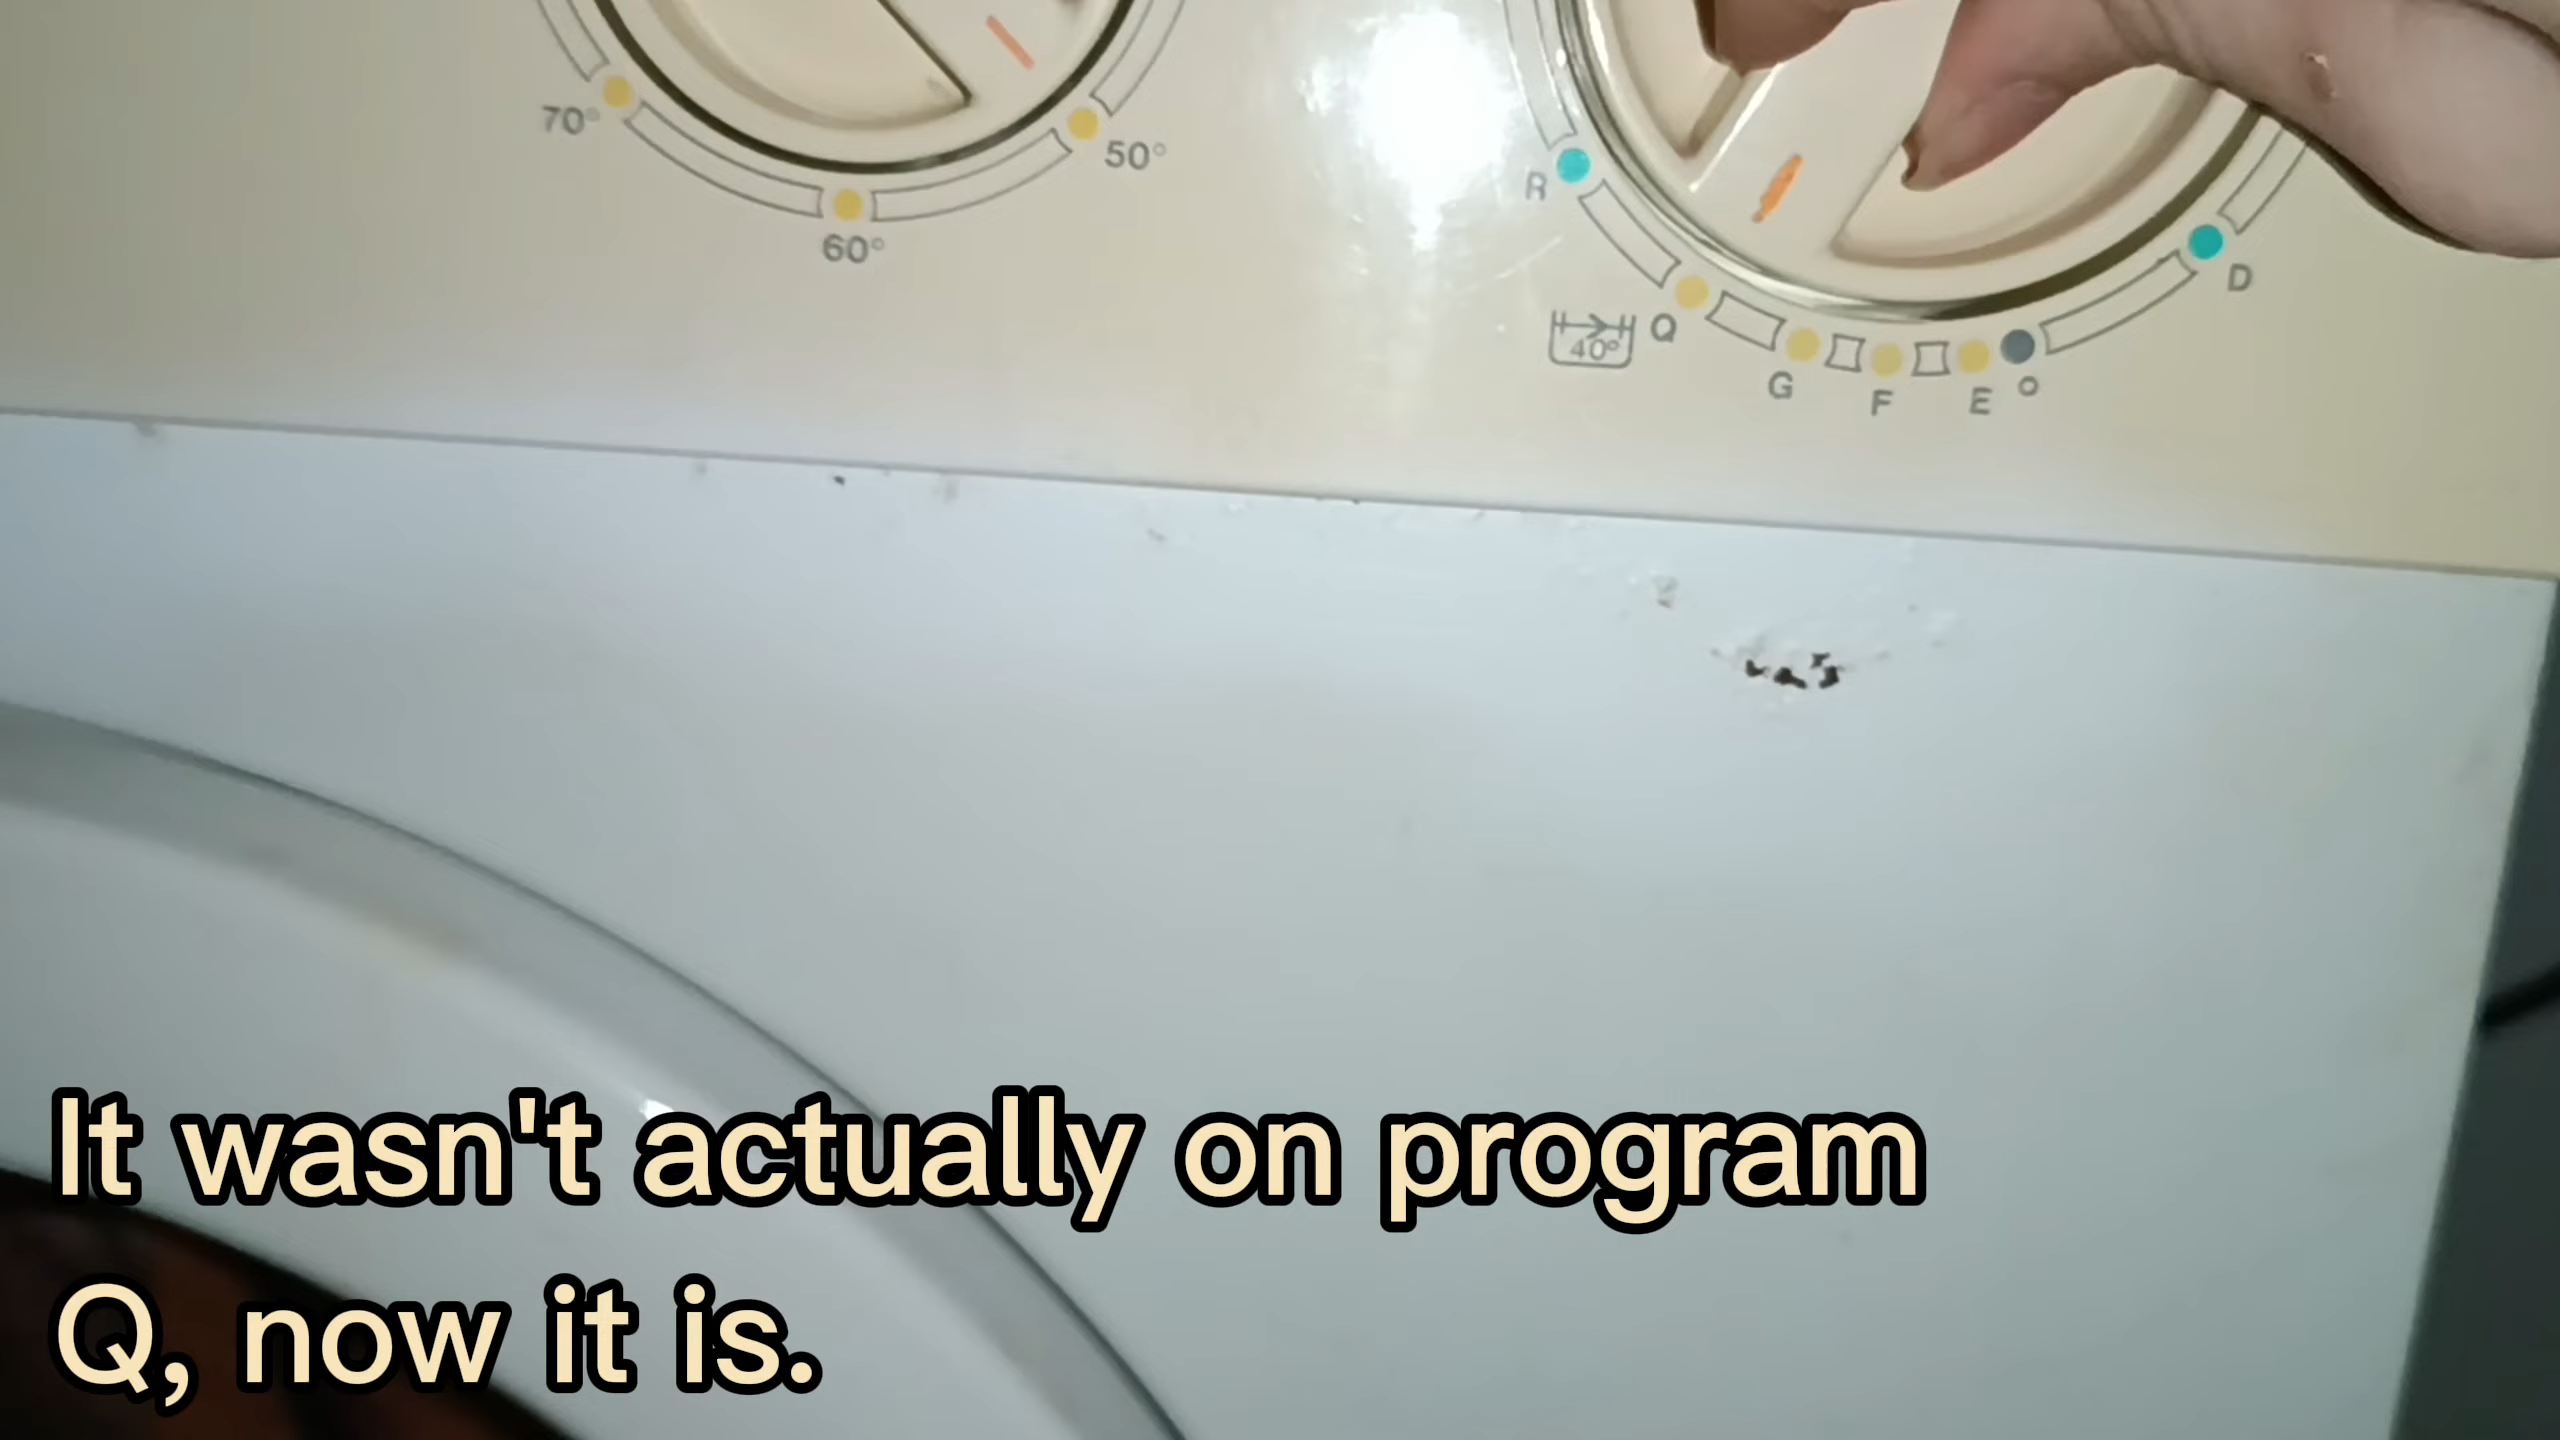 70°
60°
50°
R
Q
40°
G
F
E
D
It wasn't actually on program
Q, now it is.